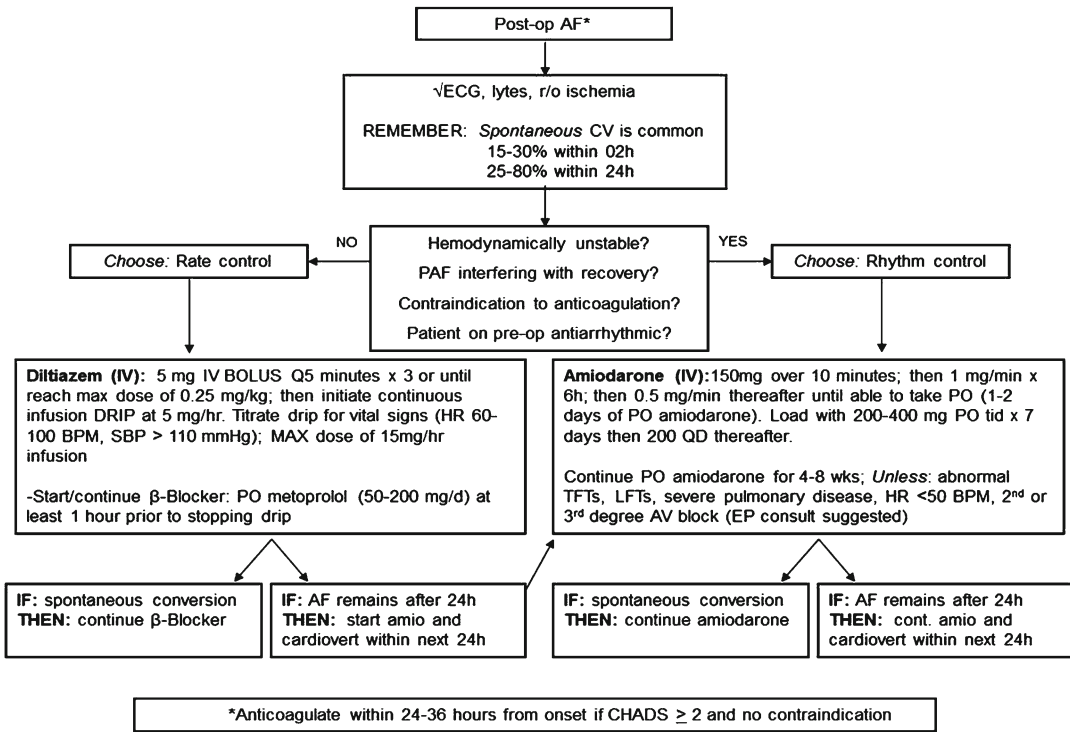 Post-op AF*
√ECG, lytes, r/o ischemia
REMEMBER: Spontaneous CV is common
15-30% within 02h
25-80% within 24h
NO
YES
Choose: Rate control
Hemodynamically unstable?
PAF interfering with recovery?
Contraindication to anticoagulation?
Patient on pre-op antiarrhythmic?
Choose: Rhythm control
Diltiazem (IV): 5 mg IV BOLUS Q5 minutes x 3 or until
reach max dose of 0.25 mg/kg; then initiate continuous
infusion DRIP at 5 mg/hr. Titrate drip for vital signs (HR 60-
100 BPM, SBP > 110 mmHg); MAX dose of 15mg/hr
infusion
-Start/continue β-Blocker: PO metoprolol (50-200 mg/d) at
least 1 hour prior to stopping drip
Amiodarone (IV):150mg over 10 minutes; then 1 mg/min x
6h; then 0.5 mg/min thereafter until able to take PO (1-2
days of PO amiodarone). Load with 200-400 mg PO tid x 7
days then 200 QD thereafter.
Continue PO amiodarone for 4-8 wks; Unless: abnormal
TFTs, LFTs, severe pulmonary disease, HR <50 BPM, 2nd or
3rd degree AV block (EP consult suggested)
IF: spontaneous conversion
THEN: continue β-Blocker
IF: AF remains after 24h
THEN: start amio and
cardiovert within next 24h
IF: spontaneous conversion
THEN: continue amiodarone
IF: AF remains after 24h
THEN: cont. amio and
cardiovert within next 24h
*Anticoagulate within 24-36 hours from onset if CHADS ≥ 2 and no contraindication